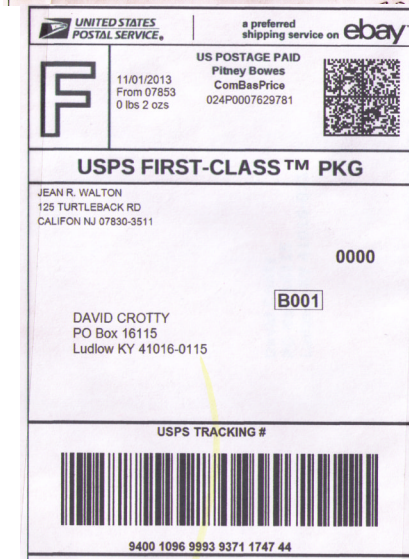 UNITED STATES
POSTAL SERVICE®
a preferred
shipping service on ebay
F
11/01/2013
From 07853
0 lbs 2 ozs
US POSTAGE PAID
Pitney Bowes
ComBasPrice
024P0007629781
USPS FIRST-CLASS™ PKG
JEAN R. WALTON
125 TURTLEBACK RD
CALIFON NJ 07830-3511
0000
B001
DAVID CROTTY
PO Box 16115
Ludlow KY 41016-0115
USPS TRACKING #
9400 1096 9993 9371 1747 44